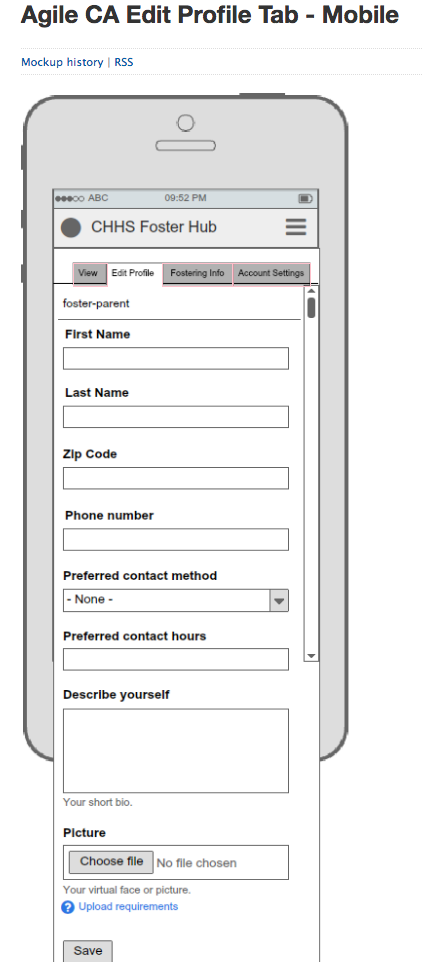 Agile CA Edit Profile Tab - Mobile
Mockup history | RSS
ABC 09:52 PM
CHHS Foster Hub
View Edit Profile Fostering Info Account Settings
foster-parent
First Name
Last Name
Zip Code
Phone number
Preferred contact method
- None -
Preferred contact hours
Describe yourself
Your short bio.
Picture
Choose file No file chosen
Your virtual face or picture.
? Upload requirements
Save